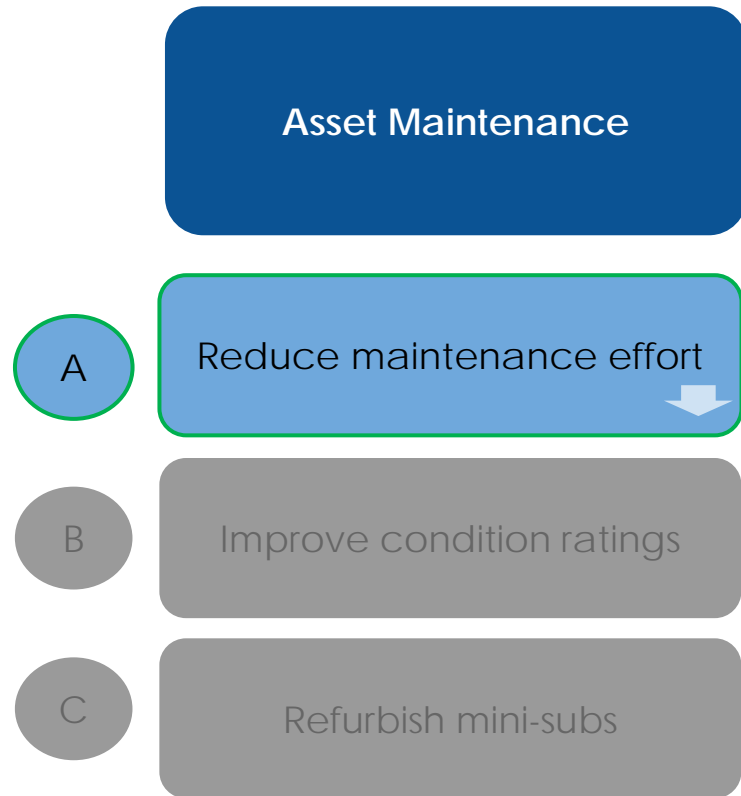 Asset Maintenance
A
Reduce maintenance effort
B
Improve condition ratings
C
Refurbish mini-subs